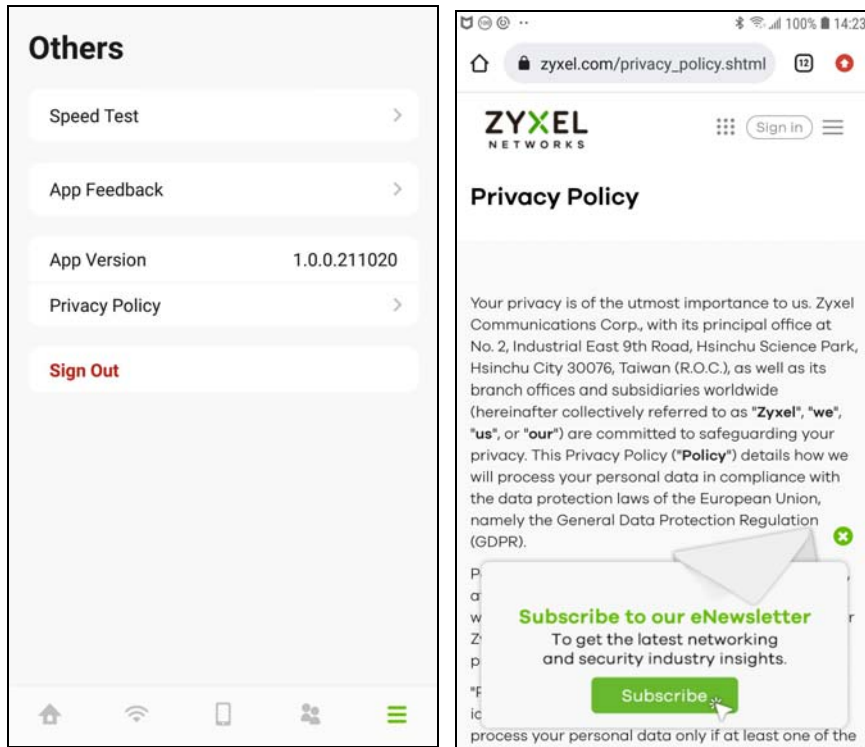 Others
Speed Test
App Feedback
App Version 1.0.0.211020
Privacy Policy
Sign Out
100% 14:23
zyxel.com/privacy_policy.shtml 12
ZYXEL
NETWORKS
Sign in
Privacy Policy
Your privacy is of the utmost importance to us. Zyxel
Communications Corp., with its principal office at
No. 2, Industrial East 9th Road, Hsinchu Science Park,
Hsinchu City 30076, Taiwan (R.O.C.), as well as its
branch offices and subsidiaries worldwide
(hereinafter collectively referred to as "Zyxel", "we",
"us", or "our") are committed to safeguarding your
privacy. This Privacy Policy ("Policy") details how we
will process your personal data in compliance with
the data protection laws of the European Union,
namely the General Data Protection Regulation
(GDPR).
Subscribe to our eNewsletter
To get the latest networking
and security industry insights.
Subscribe
process your personal data only if at least one of the